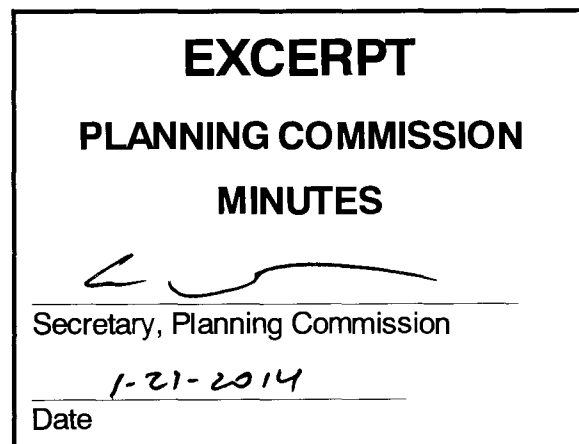 EXCERPT
PLANNING COMMISSION
MINUTES
Secretary, Planning Commission
1-21-2014
Date